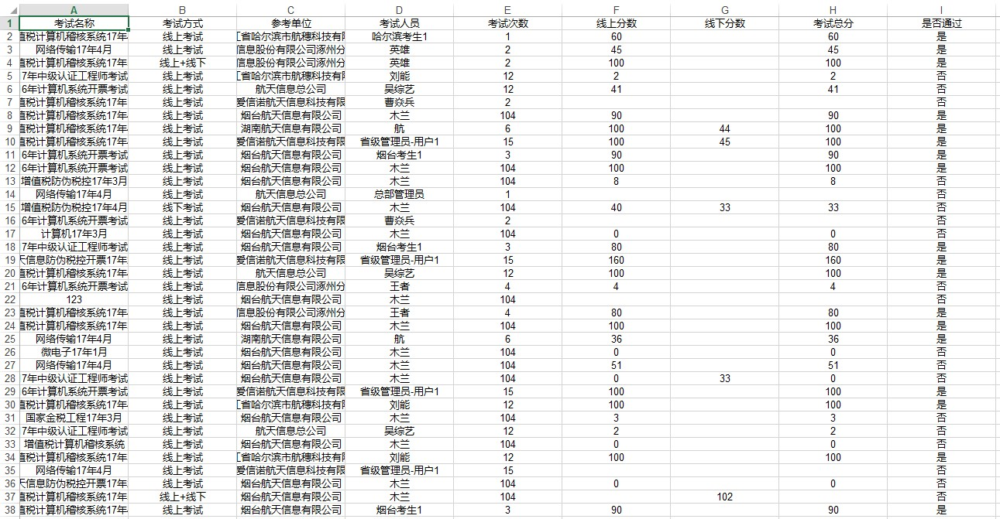 A B C D E F G H I
1 考试名称 考试方式 参考单位 考试人员 考试次数 线上分数 线下分数 考试总分 是否通过
2 值税计算机稽核系统17年 线上考试 江省哈尔滨市航穗科技有限 哈尔滨考生1 1 60 60 是
3 网络传输17年4月 线上考试 信息股份有限公司涿州分 英雄 2 45 45 是
4 值税计算机稽核系统17年 线上+线下 信息股份有限公司涿州分 英雄 2 100 100 是
5 7年中级认证工程师考试 线上考试 江省哈尔滨市航穗科技有限 刘能 12 2 2 否
6 6年计算机系统开票考试 线上考试 航天信息总公司 吴综艺 12 41 41 否
7 值税计算机稽核系统17年 线上考试 爱信诺航天信息科技有限 曹焱兵 2 否
8 值税计算机稽核系统17年 线上考试 烟台航天信息有限公司 木兰 104 90 90 是
9 值税计算机稽核系统17年 线上考试 湖南航天信息有限公司 航 6 100 44 100 是
10 值税计算机稽核系统17年 线上考试 爱信诺航天信息科技有限 省级管理员-用户1 15 100 45 100 是
11 6年计算机系统开票考试 线上考试 烟台航天信息有限公司 烟台考生1 3 90 90 是
12 6年计算机系统开票考试 线上考试 烟台航天信息有限公司 木兰 104 100 100 是
13 增值税防伪税控17年3月 线上考试 烟台航天信息有限公司 木兰 104 8 8 否
14 网络传输17年4月 线上考试 航天信息总公司 总部管理员 1 否
15 增值税防伪税控17年4月 线下考试 烟台航天信息有限公司 木兰 104 40 33 33 否
16 6年计算机系统开票考试 线上考试 爱信诺航天信息科技有限 曹焱兵 2 否
17 计算机17年3月 线上考试 烟台航天信息有限公司 木兰 104 0 0 否
18 7年中级认证工程师考试 线上考试 烟台航天信息有限公司 烟台考生1 3 80 80 是
19 天信息防伪税控开票17年 线上考试 爱信诺航天信息科技有限 省级管理员-用户1 15 160 160 是
20 值税计算机稽核系统17年 线上考试 航天信息总公司 吴综艺 12 100 100 是
21 6年计算机系统开票考试 线上考试 信息股份有限公司涿州分 王者 4 4 4 否
22 123 线上考试 烟台航天信息有限公司 木兰 104 否
23 值税计算机稽核系统17年 线上考试 信息股份有限公司涿州分 王者 4 80 80 是
24 值税计算机稽核系统17年 线上考试 烟台航天信息有限公司 木兰 104 100 100 是
25 网络传输17年4月 线上考试 湖南航天信息有限公司 航 6 36 36 是
26 微电子17年1月 线上考试 烟台航天信息有限公司 木兰 104 0 0 否
27 网络传输17年4月 线上考试 烟台航天信息有限公司 木兰 104 51 51 是
28 7年中级认证工程师考试 线上考试 烟台航天信息有限公司 木兰 104 0 33 0 否
29 6年计算机系统开票考试 线上考试 爱信诺航天信息科技有限 省级管理员-用户1 15 100 100 是
30 值税计算机稽核系统17年 线上考试 江省哈尔滨市航穗科技有限 刘能 12 100 100 是
31 国家金税工程17年3月 线上考试 烟台航天信息有限公司 木兰 104 3 3 否
32 7年中级认证工程师考试 线上考试 航天信息总公司 吴综艺 12 2 2 否
33 增值税计算机稽核系统 线上考试 烟台航天信息有限公司 木兰 104 0 0 否
34 值税计算机稽核系统17年 线上考试 江省哈尔滨市航穗科技有限 刘能 12 100 100 是
35 网络传输17年4月 线上考试 爱信诺航天信息科技有限 省级管理员-用户1 15 否
36 天信息防伪税控开票17年 线上考试 烟台航天信息有限公司 木兰 104 0 0 否
37 值税计算机稽核系统17年 线上+线下 烟台航天信息有限公司 木兰 104 102 否
38 值税计算机稽核系统17年 线上考试 烟台航天信息有限公司 烟台考生1 3 90 90 是